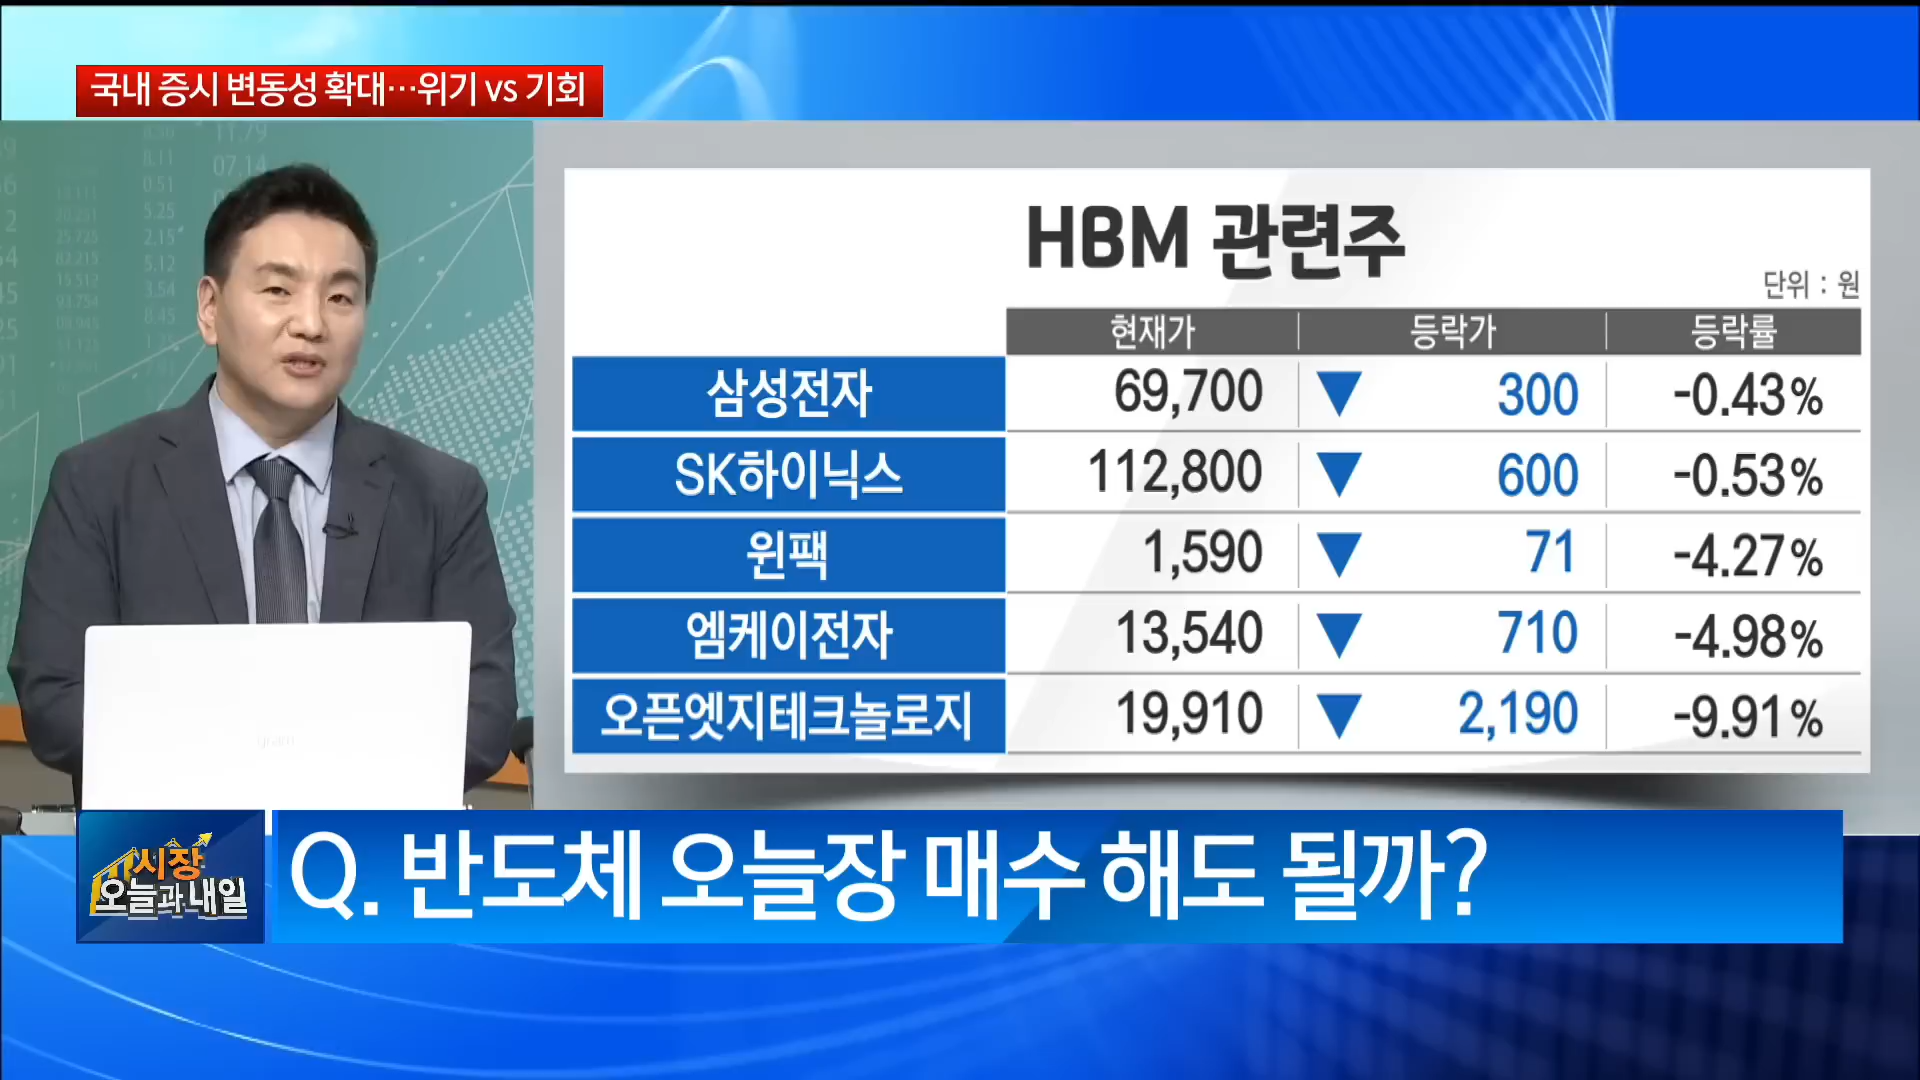 국내 증시 변동성 확대…위기 vs 기회
HBM 관련주
단위 : 원
현재가 등락가 등락률
삼성전자 69,700 ▼ 300 -0.43%
SK하이닉스 112,800 ▼ 600 -0.53%
윈팩 1,590 ▼ 71 -4.27%
엠케이전자 13,540 ▼ 710 -4.98%
오픈엣지테크놀로지 19,910 ▼ 2,190 -9.91%
gram
시장
오늘과 내일
Q. 반도체 오늘장 매수 해도 될까?